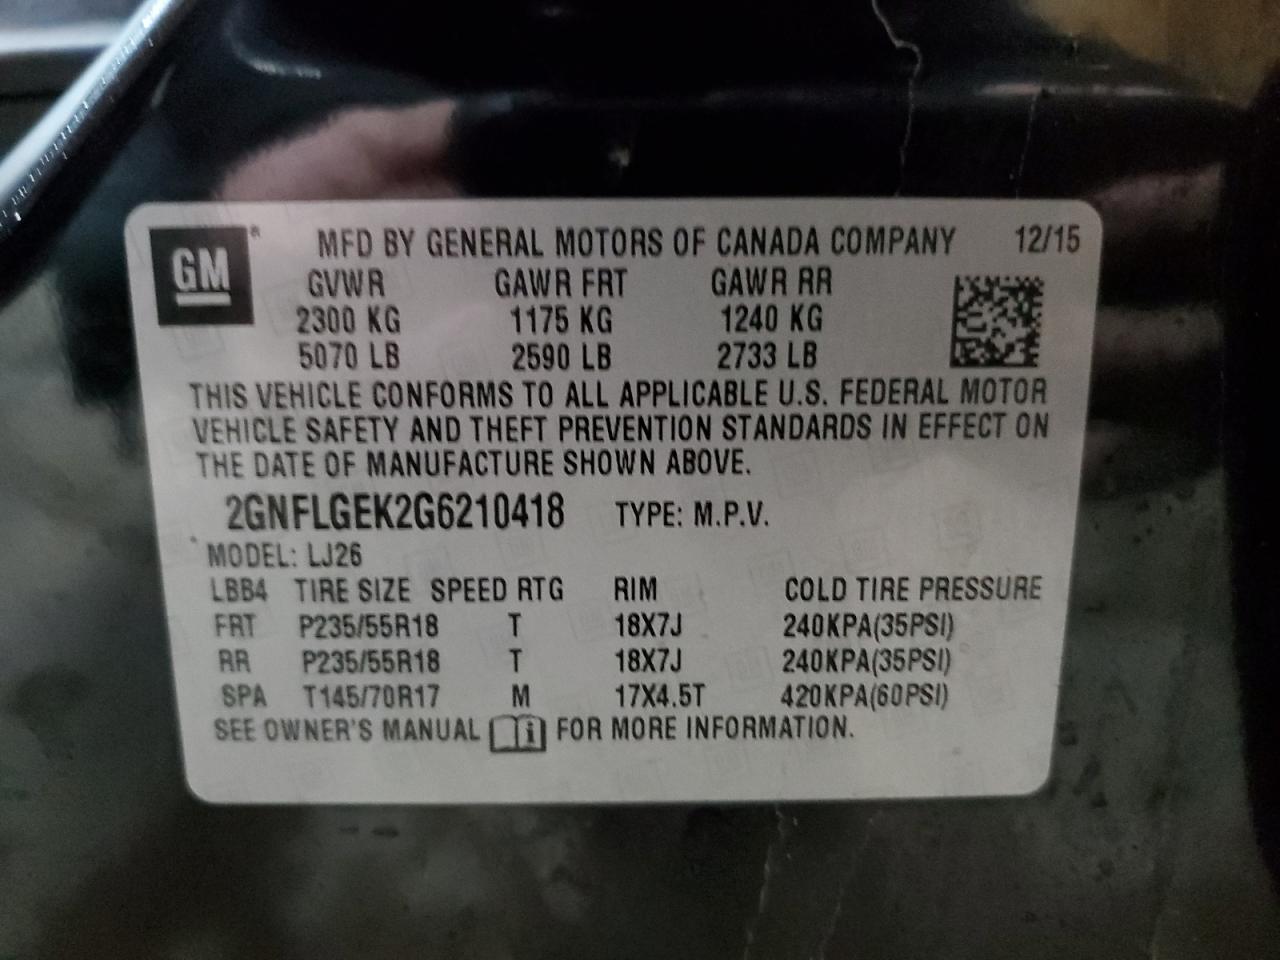 GM® MFD BY GENERAL MOTORS OF CANADA COMPANY 12/15
GVWR GAWR FRT GAWR RR
2300 KG 1175 KG 1240 KG
5070 LB 2590 LB 2733 LB
THIS VEHICLE CONFORMS TO ALL APPLICABLE U.S. FEDERAL MOTOR
VEHICLE SAFETY AND THEFT PREVENTION STANDARDS IN EFFECT ON
THE DATE OF MANUFACTURE SHOWN ABOVE.
2GNFLGEK2G6210418 TYPE: M.P.V.
MODEL: LJ26
LBB4 TIRE SIZE SPEED RTG RIM COLD TIRE PRESSURE
FRT P235/55R18 T 18X7J 240KPA(35PSI)
RR P235/55R18 T 18X7J 240KPA(35PSI)
SPA T145/70R17 M 17X4.5T 420KPA(60PSI)
SEE OWNER'S MANUAL i FOR MORE INFORMATION.